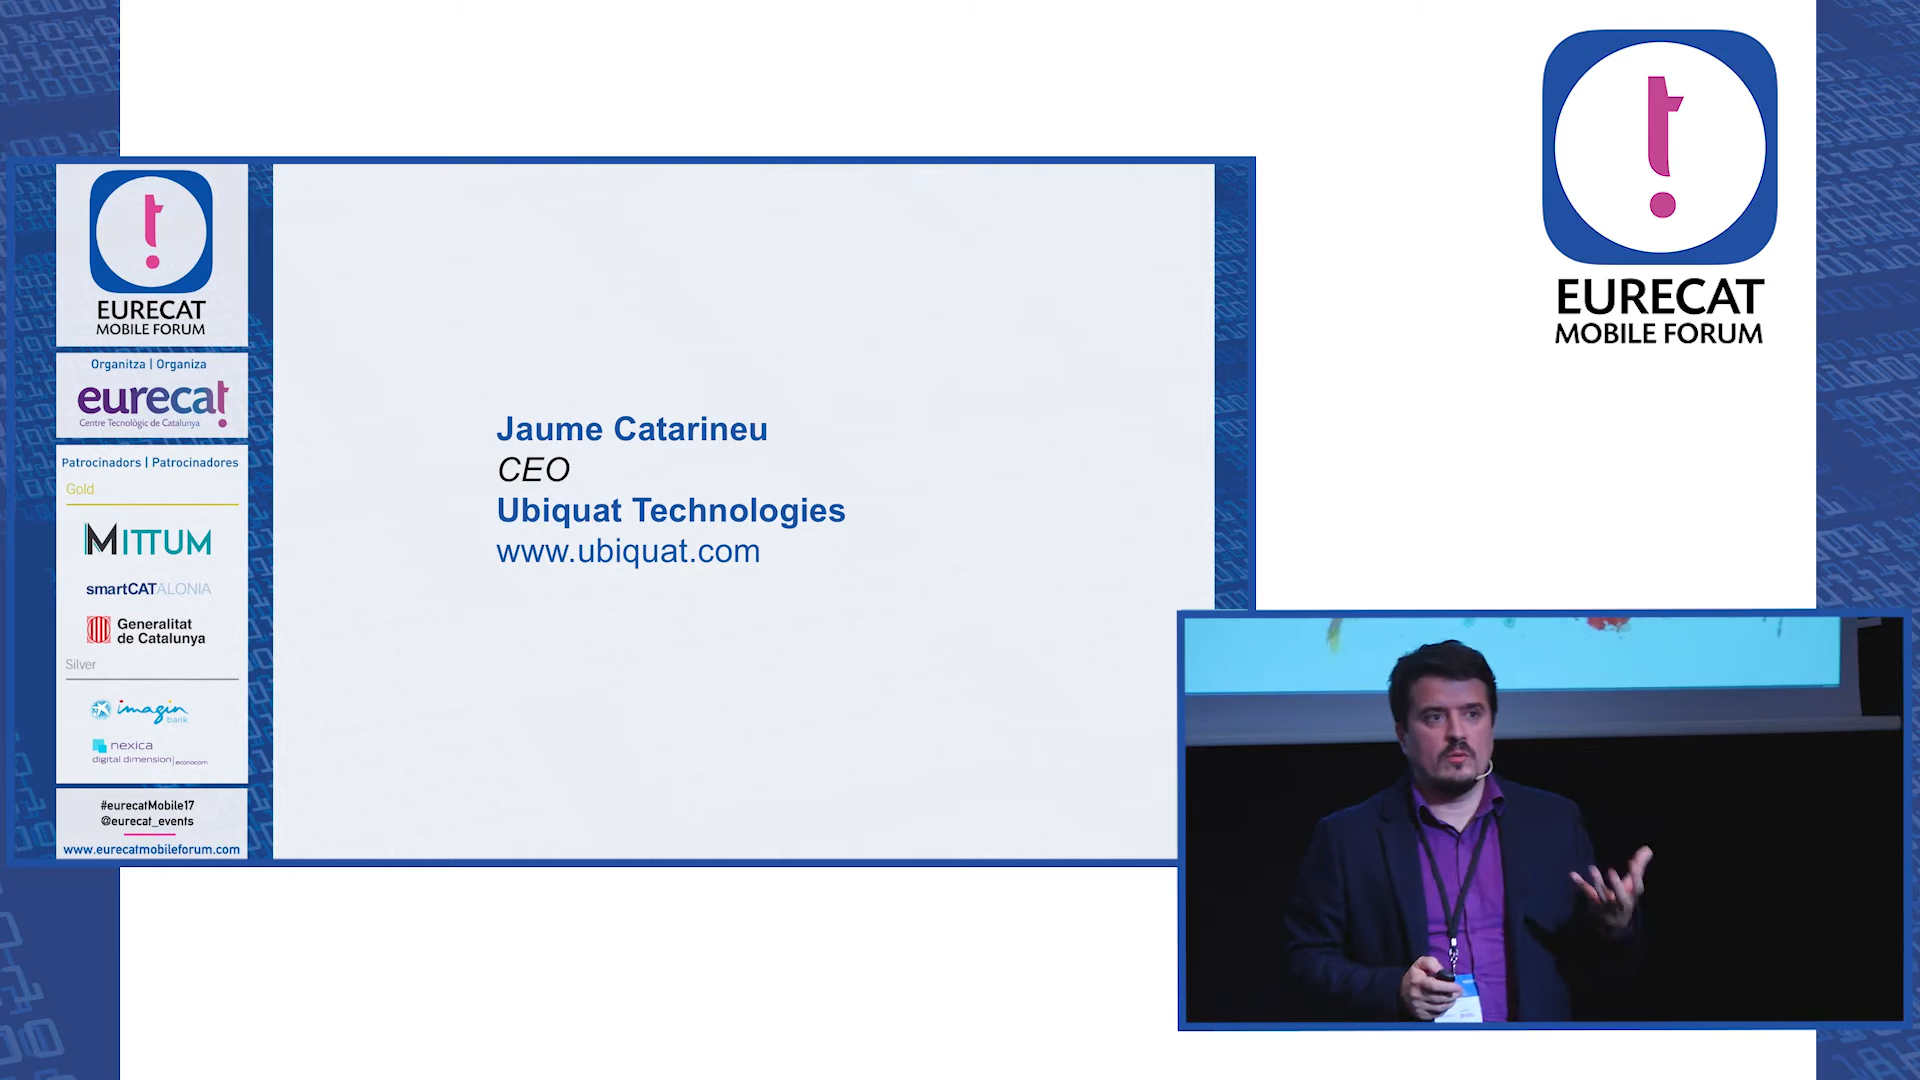 EURECAT
MOBILE FORUM
Organitza | Organiza
eurecat
Centre Tecnològic de Catalunya
Patrocinadors | Patrocinadores
Gold
MITTUM
smartCATALONIA
Generalitat
de Catalunya
Silver
imagin
bank
nexica
digital dimension | econocom
#eurecatMobile17
@eurecat_events
www.eurecatmobileforum.com
Jaume Catarineu
CEO
Ubiquat Technologies
www.ubiquat.com
EURECAT
MOBILE FORUM